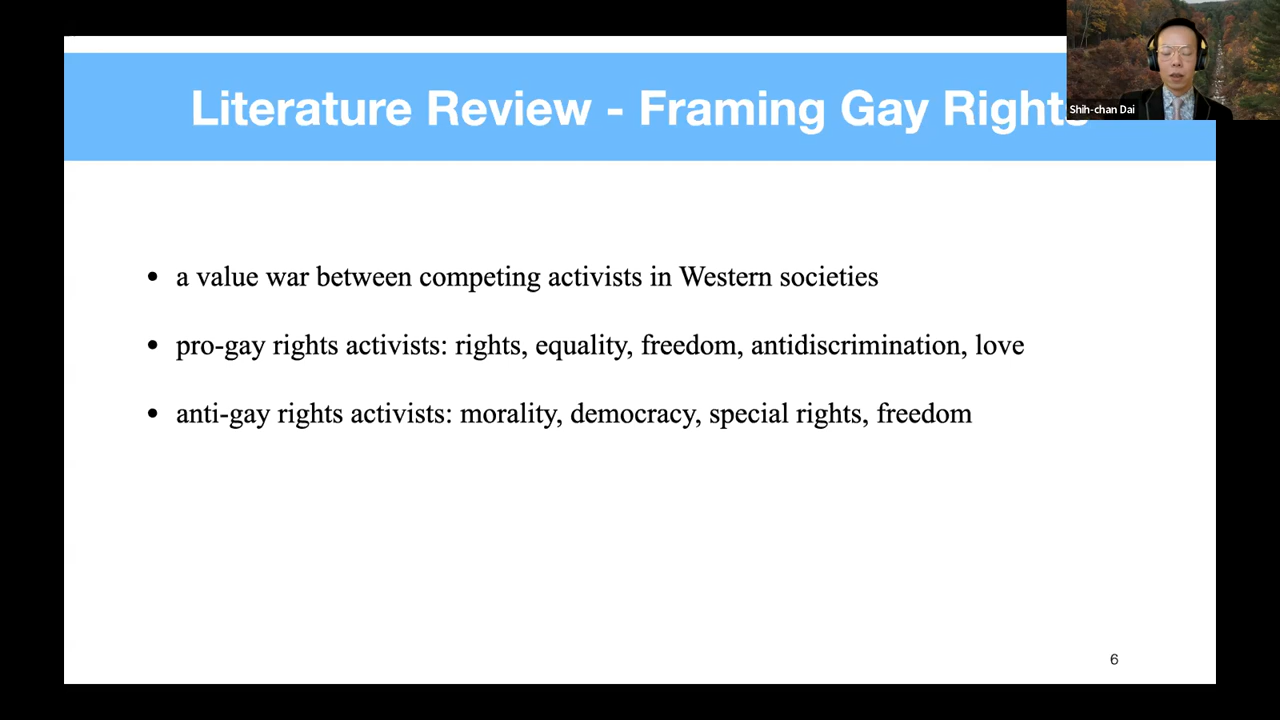 Literature Review - Framing Gay Rights
Shih-chan Dai
• a value war between competing activists in Western societies
• pro-gay rights activists: rights, equality, freedom, antidiscrimination, love
• anti-gay rights activists: morality, democracy, special rights, freedom
6